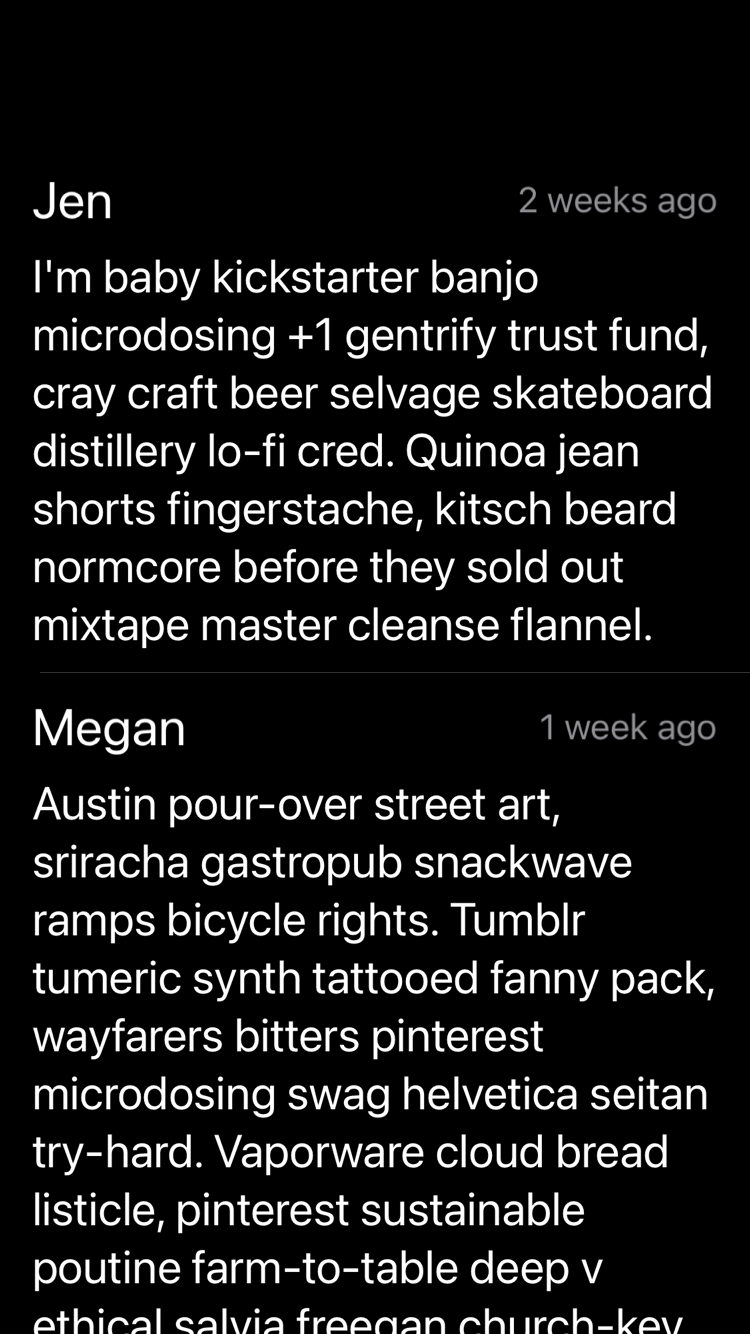 Jen
2 weeks ago
I'm baby kickstarter banjo
microdosing +1 gentrify trust fund,
cray craft beer selvage skateboard
distillery lo-fi cred. Quinoa jean
shorts fingerstache, kitsch beard
normcore before they sold out
mixtape master cleanse flannel.
Megan
1 week ago
Austin pour-over street art,
sriracha gastropub snackwave
ramps bicycle rights. Tumblr
tumeric synth tattooed fanny pack,
wayfarers bitters pinterest
microdosing swag helvetica seitan
try-hard. Vaporware cloud bread
listicle, pinterest sustainable
poutine farm-to-table deep v
ethical salvia freegan church-key